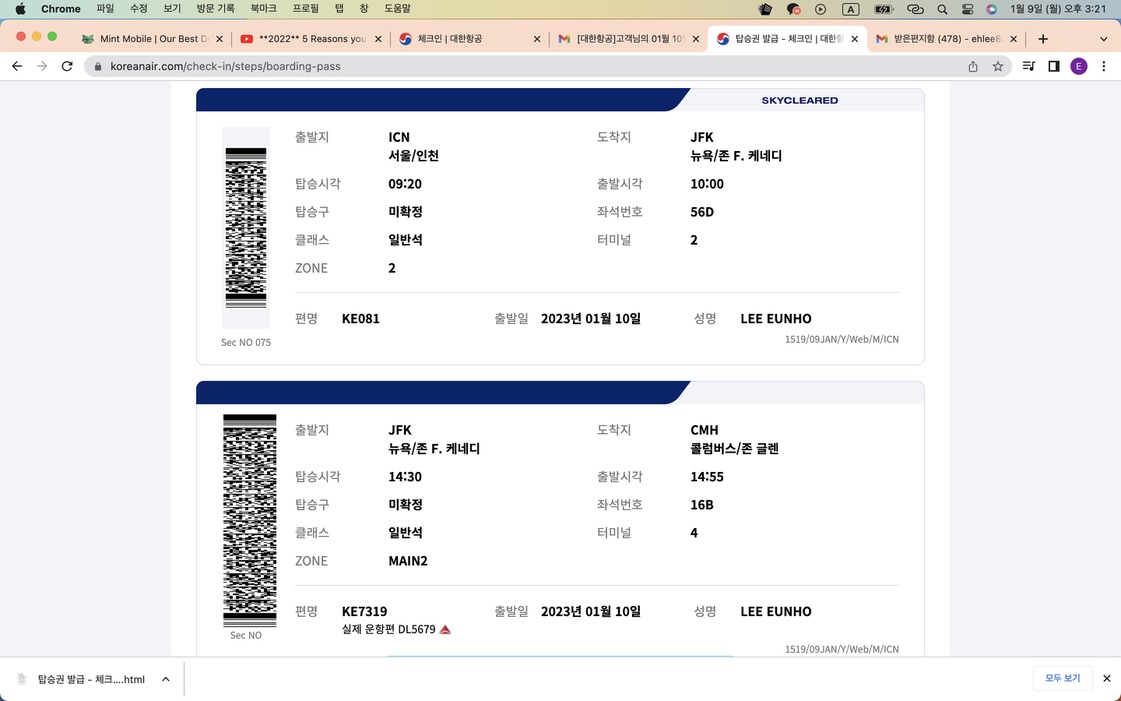 Chrome 파일 수정 보기 방문 기록 북마크 프로필 탭 창 도움말 A 1월 9일 (월) 오후 3:21
Mint Mobile | Our Best D
**2022** 5 Reasons you
체크인 | 대한항공
[대한항공]고객님의 01월 10
탑승권 발급 - 체크인 | 대한항
받은편지함 (478) - ehlee8
koreanair.com/check-in/steps/boarding-pass
E
SKYCLEARED
출발지 ICN 도착지 JFK
서울/인천 뉴욕/존 F. 케네디
탑승시각 09:20 출발시각 10:00
탑승구 미확정 좌석번호 56D
클래스 일반석 터미널 2
ZONE 2
편명 KE081 출발일 2023년 01월 10일 성명 LEE EUNHO
Sec NO 075 1519/09JAN/Y/Web/M/ICN
출발지 JFK 도착지 CMH
뉴욕/존 F. 케네디 콜럼버스/존 글렌
탑승시각 14:30 출발시각 14:55
탑승구 미확정 좌석번호 16B
클래스 일반석 터미널 4
ZONE MAIN2
편명 KE7319 출발일 2023년 01월 10일 성명 LEE EUNHO
실제 운항편 DL5679
Sec NO
1519/09JAN/Y/Web/M/ICN
탑승권 발급 - 체크....html
모두 보기